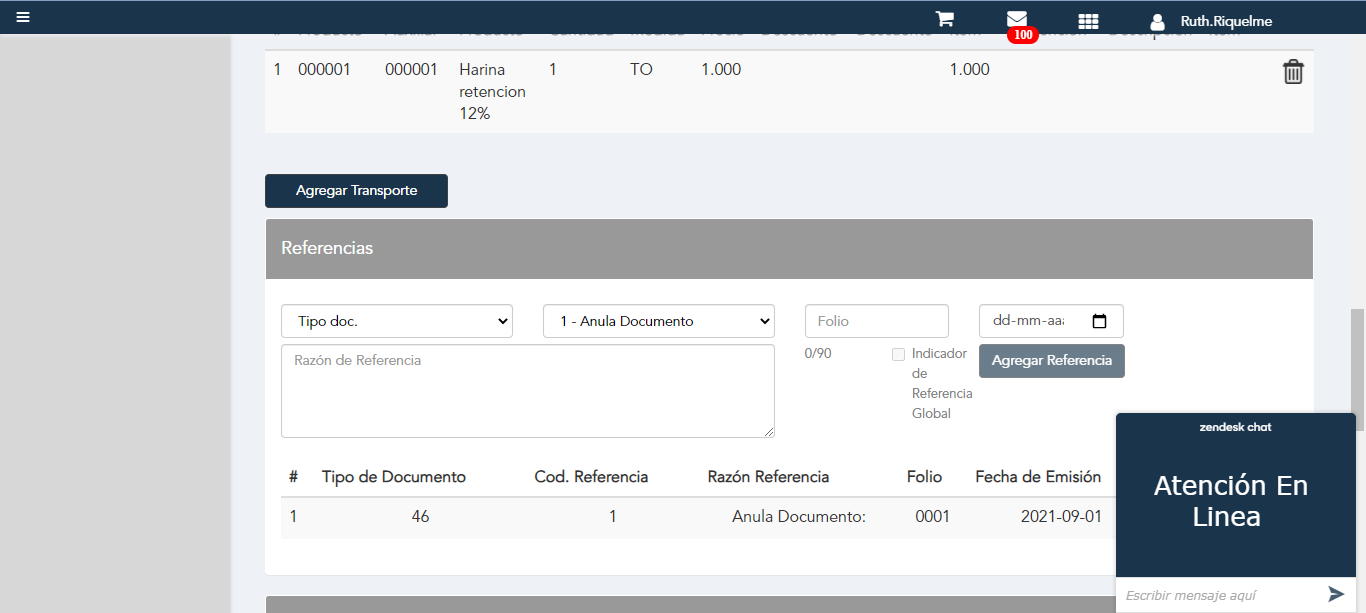 Ruth.Riquelme
100
1 000001 000001 Harina 1 TO 1.000 1.000
retencion
12%
Agregar Transporte
Referencias
Tipo doc. 1 - Anula Documento Folio dd-mm-aaa
Razón de Referencia 0/90 Indicador Agregar Referencia
de
Referencia
Global
zendesk chat
# Tipo de Documento Cod. Referencia Razón Referencia Folio Fecha de Emisión
Atención En
Linea
1 46 1 Anula Documento: 0001 2021-09-01
Escribir mensaje aquí